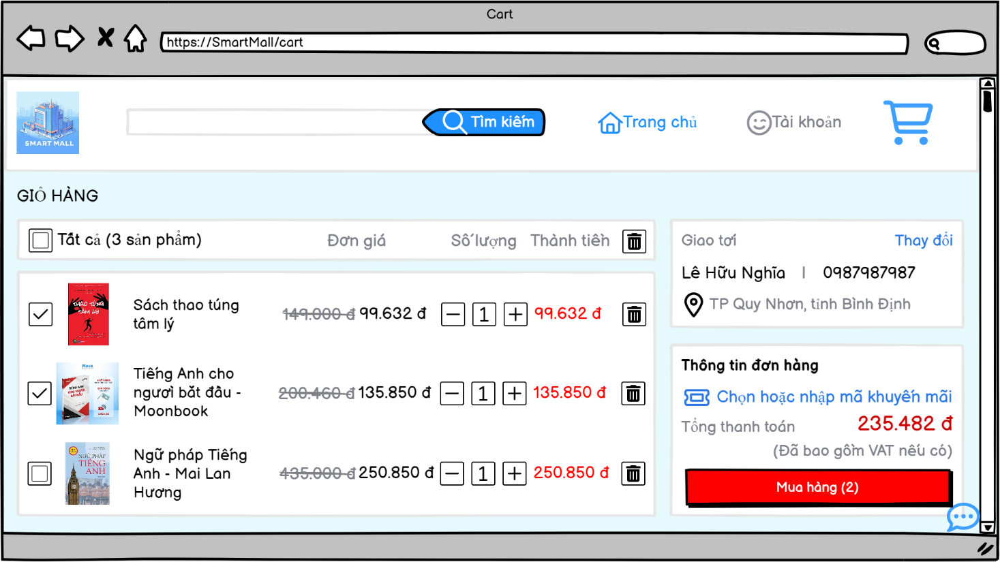 Cart
https://SmartMall/cart
SMART MALL
Tìm kiếm
Trang chủ
Tài khoản
GIỎ HÀNG
Tất cả (3 sản phẩm)
Đơn giá
Số lượng
Thành tiền
THAO TÚNG
TÂM LÝ
Sách thao túng
tâm lý
149.000 đ 99.632 đ
1
99.632 đ
Tiếng Anh cho
người bắt đầu -
Moonbook
200.460 đ 135.850 đ
1
135.850 đ
NGỮ PHÁP
TIẾNG
ANH
Ngữ pháp Tiếng
Anh - Mai Lan
Hương
435.000 đ 250.850 đ
1
250.850 đ
Giao tới
Thay đổi
Lê Hữu Nghĩa | 0987987987
TP Quy Nhơn, tỉnh Bình Định
Thông tin đơn hàng
Chọn hoặc nhập mã khuyến mãi
Tổng thanh toán
235.482 đ
(Đã bao gồm VAT nếu có)
Mua hàng (2)